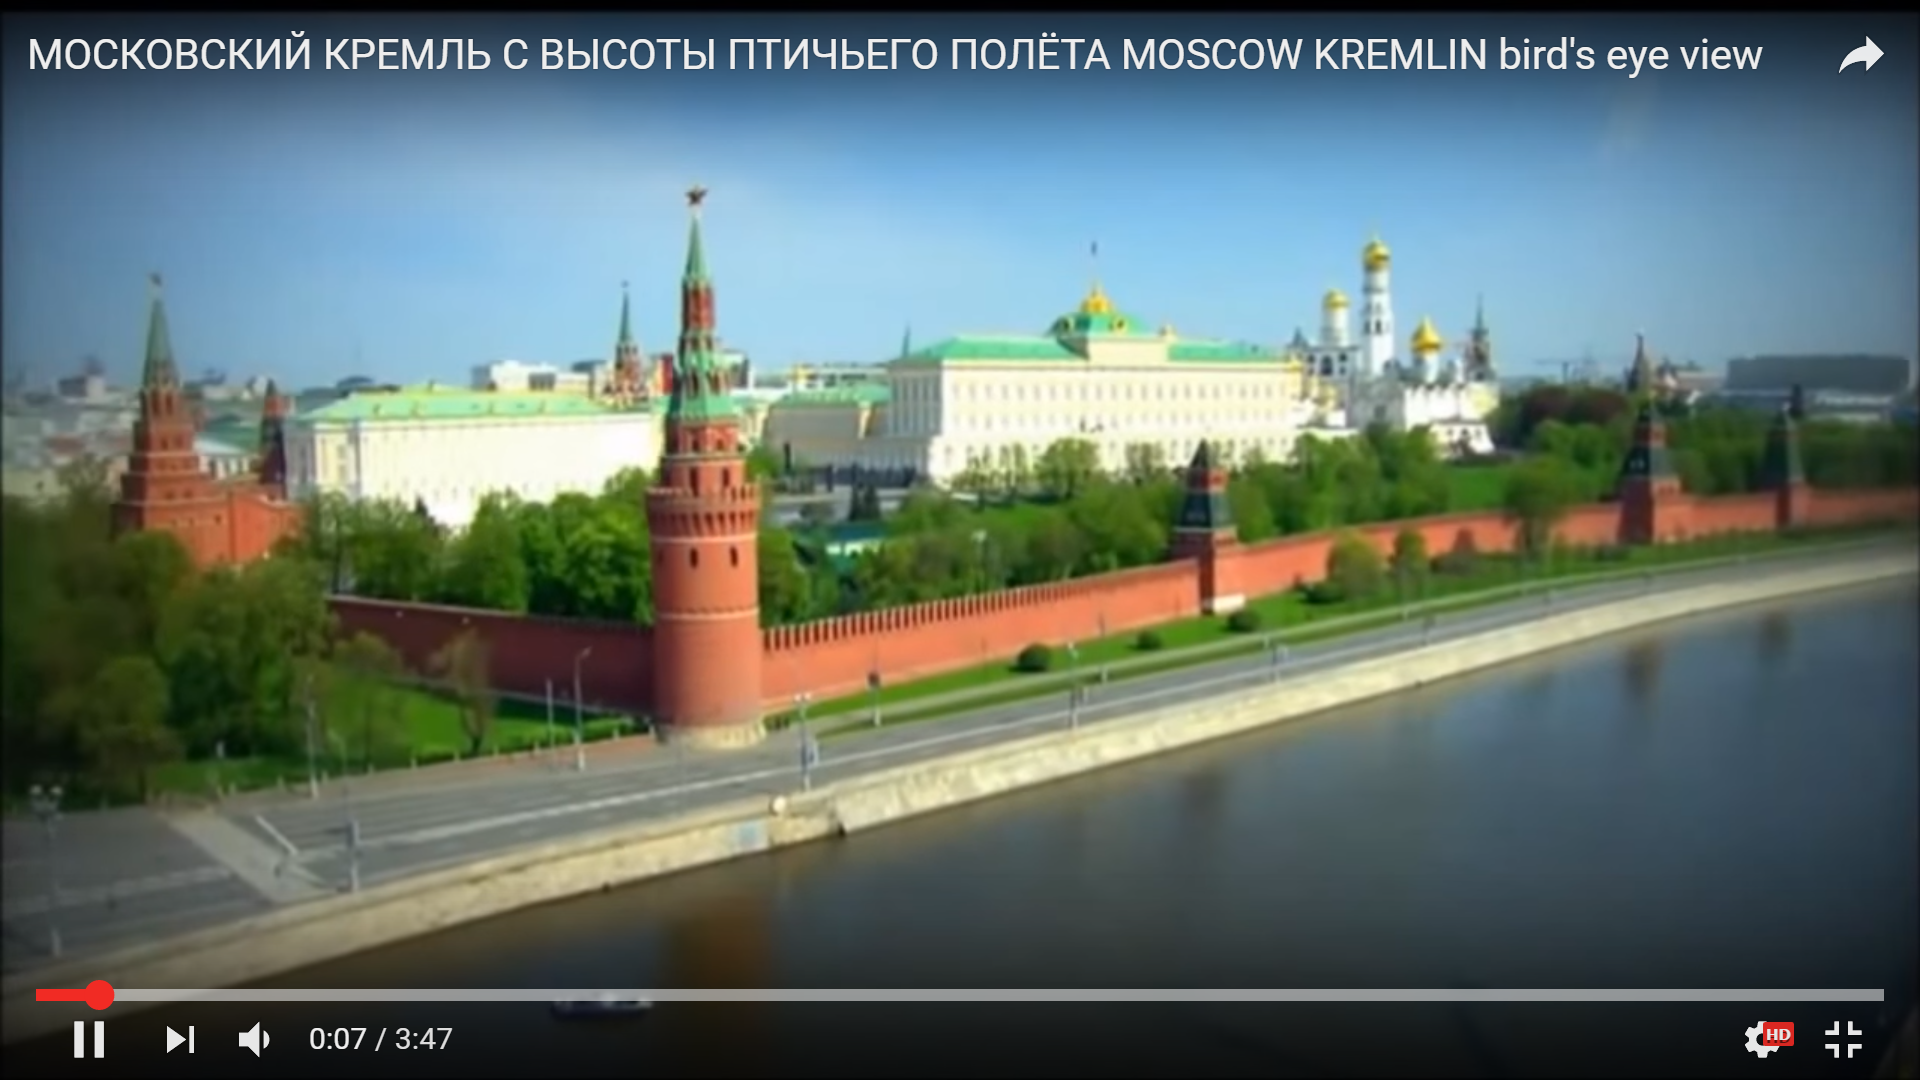 МОСКОВСКИЙ КРЕМЛЬ С ВЫСОТЫ ПТИЧЬЕГО ПОЛЁТА MOSCOW KREMLIN bird's eye view
0:07 / 3:47
HD